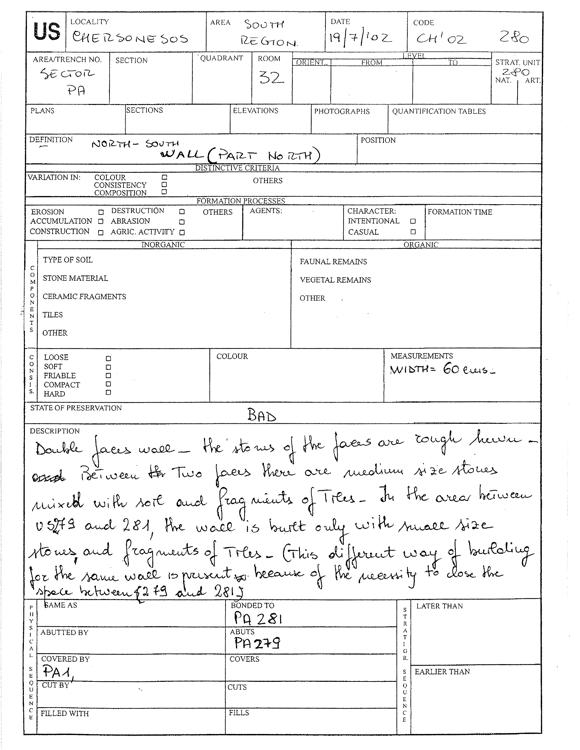 US LOCALITY AREA SOUTH DATE CODE
CHERSONESOS REGION 19/7/'02 CH'02 280
AREA/TRENCH NO. SECTION QUADRANT ROOM LEVEL STRAT. UNIT
ORIENT. FROM TO
SECTOR 32 280
PA NAT. ART.
PLANS SECTIONS ELEVATIONS PHOTOGRAPHS QUANTIFICATION TABLES
DEFINITION NORTH-SOUTH POSITION
WALL (PART NORTH)
DISTINCTIVE CRITERIA
VARIATION IN: COLOUR □ OTHERS
CONSISTENCY □
COMPOSITION □
FORMATION PROCESSES
EROSION □ DESTRUCTION □ OTHERS AGENTS: CHARACTER: FORMATION TIME
ACCUMULATION □ ABRASION □ INTENTIONAL □
CONSTRUCTION □ AGRIC. ACTIVITY □ CASUAL □
INORGANIC ORGANIC
COMPONENTS
TYPE OF SOIL FAUNAL REMAINS
STONE MATERIAL VEGETAL REMAINS
CERAMIC FRAGMENTS OTHER
TILES
OTHER
CONSIS.
LOOSE □ COLOUR MEASUREMENTS
SOFT □ WIDTH= 60 cms.
FRIABLE □
COMPACT □
HARD □
STATE OF PRESERVATION BAD
DESCRIPTION
Double faces wall - the stones of the faces are rough hewn -
Between the Two faces there are medium size stones
mixed with soil and fragments of Tiles - In the area between
US279 and 281, the wall is built only with small size
stones, and fragments of Tiles - (This different way of building
for the same wall is present because of the necessity to close the
space between 279 and 281)
PHYSICAL SEQUENCE
SAME AS BONDED TO PA 281
ABUTTED BY ABUTS PA279
COVERED BY PA1, COVERS
CUT BY CUTS
FILLED WITH FILLS
STRATIGR. SEQUENCE
LATER THAN
EARLIER THAN